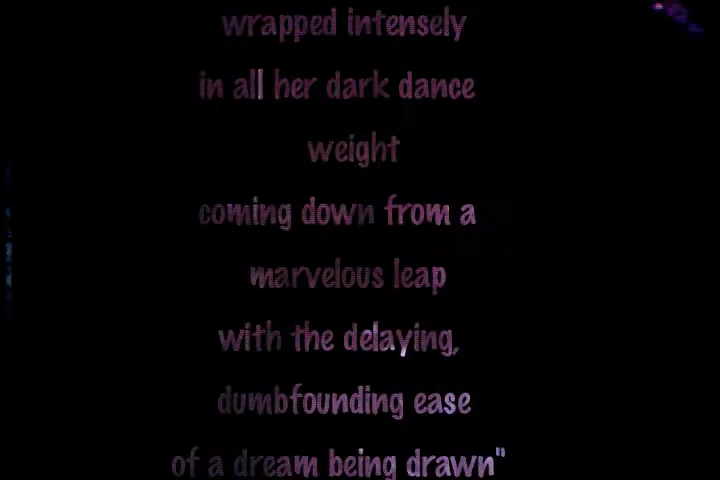 wrapped intensely
in all her dark dance
weight
coming down from a
marvelous leap
with the delaying,
dumbfounding ease
of a dream being drawn"